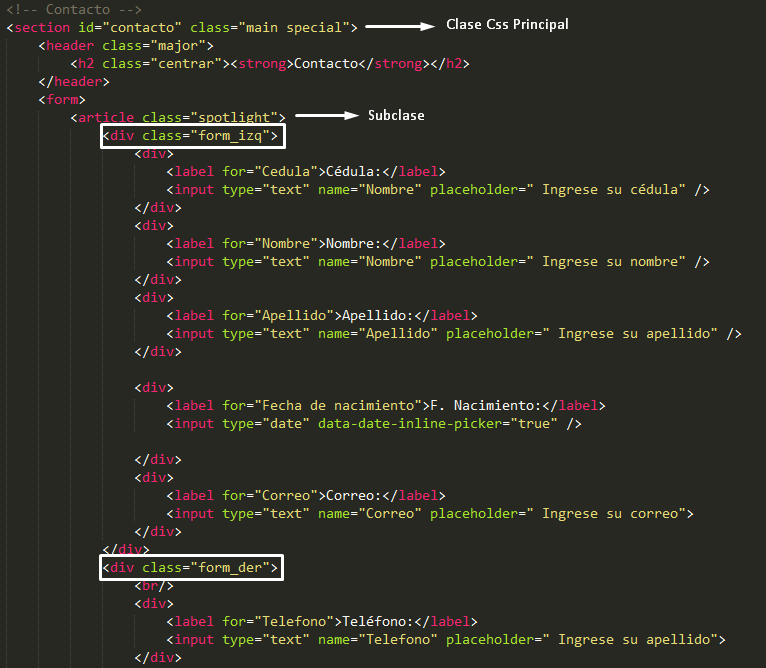 <!-- Contacto -->
<section id="contacto" class="main special"> Clase Css Principal
<header class="major">
<h2 class="centrar"><strong>Contacto</strong></h2>
</header>
<form>
<article class="spotlight"> Subclase
<div class="form_izq">
<div>
<label for="Cedula">Cédula:</label>
<input type="text" name="Nombre" placeholder=" Ingrese su cédula" />
</div>
<div>
<label for="Nombre">Nombre:</label>
<input type="text" name="Nombre" placeholder=" Ingrese su nombre" />
</div>
<div>
<label for="Apellido">Apellido:</label>
<input type="text" name="Apellido" placeholder=" Ingrese su apellido" />
</div>
<div>
<label for="Fecha de nacimiento">F. Nacimiento:</label>
<input type="date" data-date-inline-picker="true" />
</div>
<div>
<label for="Correo">Correo:</label>
<input type="text" name="Correo" placeholder=" Ingrese su correo">
</div>
</div>
<div class="form_der">
<br/>
<div>
<label for="Telefono">Teléfono:</label>
<input type="text" name="Telefono" placeholder=" Ingrese su apellido">
</div>